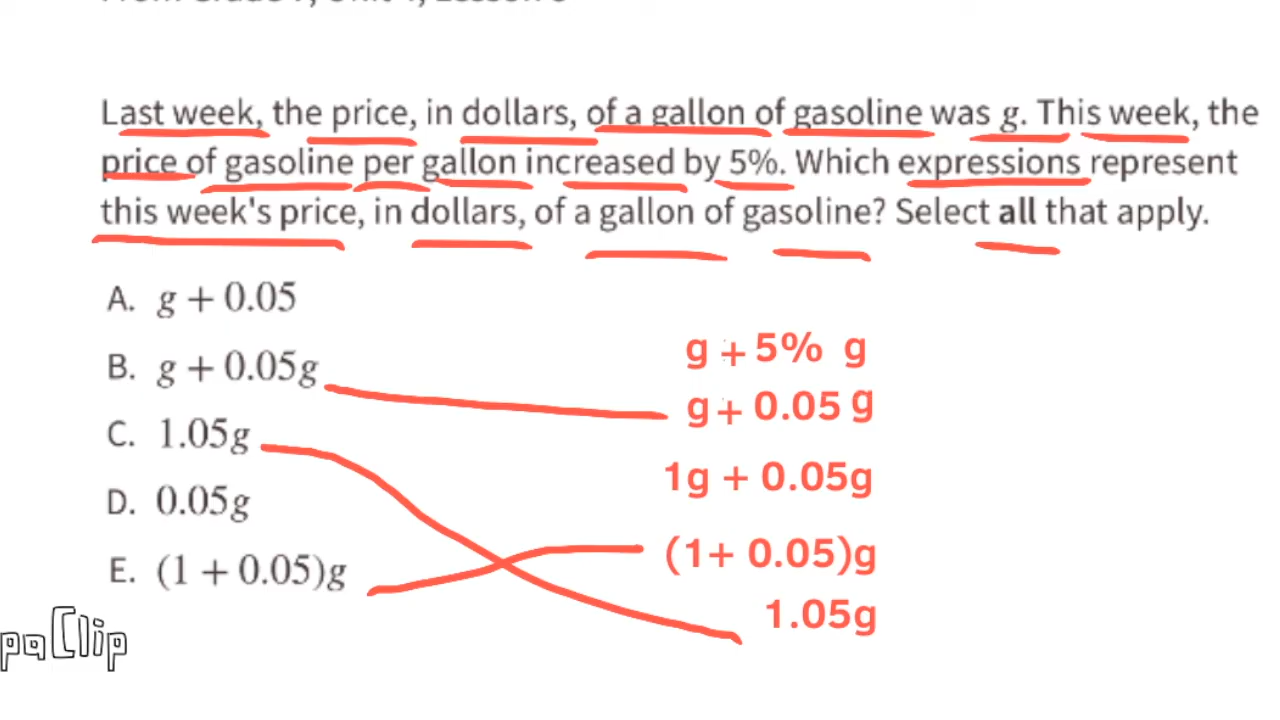 Last week, the price, in dollars, of a gallon of gasoline was g. This week, the
price of gasoline per gallon increased by 5%. Which expressions represent
this week's price, in dollars, of a gallon of gasoline? Select all that apply.
A. g + 0.05
B. g + 0.05g
C. 1.05g
D. 0.05g
E. (1 + 0.05)g
g + 5% g
g + 0.05 g
1g + 0.05g
(1+ 0.05)g
1.05g
paClip